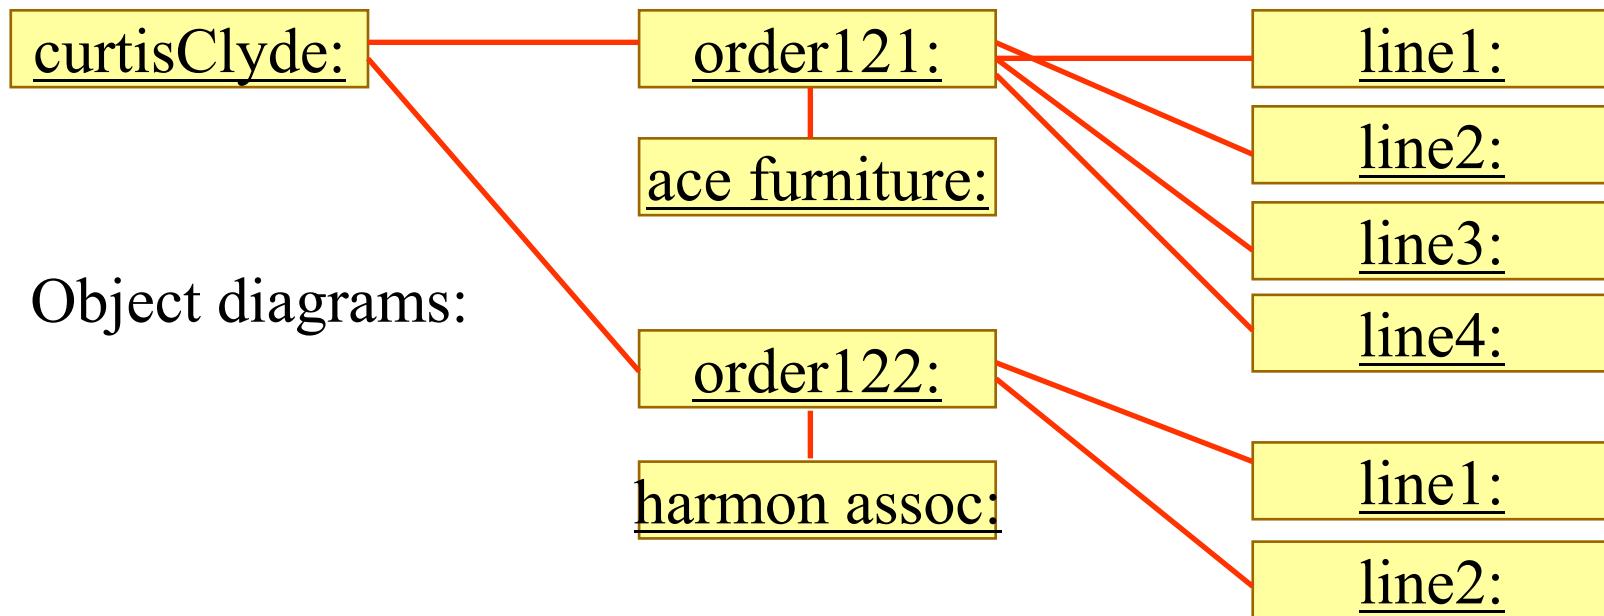 curtisClyde:
order121:
line1:
line2:
ace furniture:
line3:
Object diagrams:
line4:
order122:
line1:
harmon assoc:
line2: